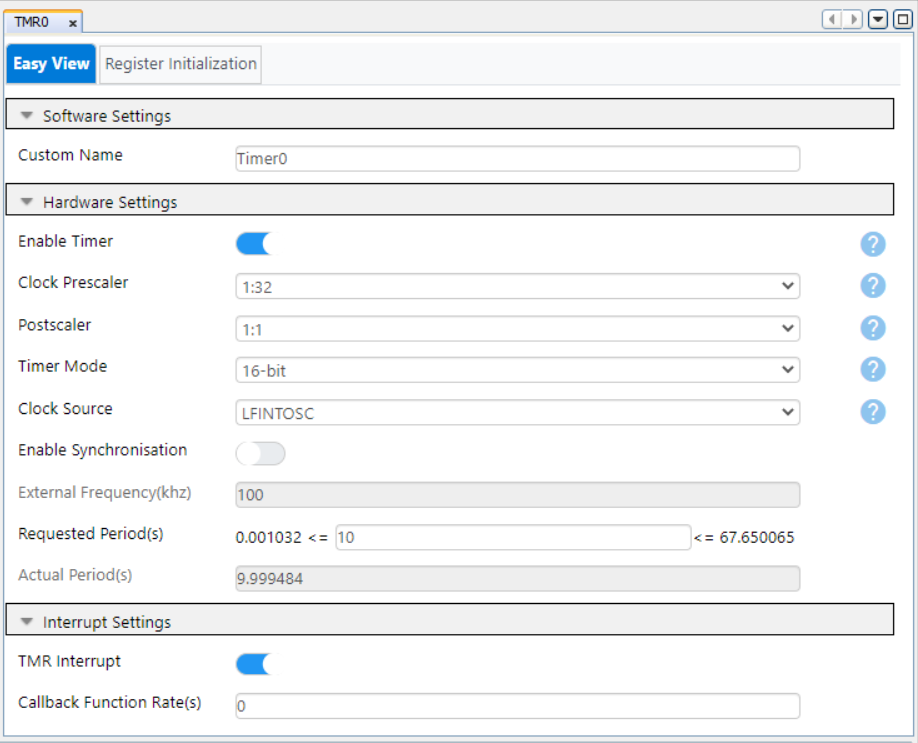 TMR0 x
Easy View Register Initialization
Software Settings
Custom Name Timer0
Hardware Settings
Enable Timer ?
Clock Prescaler 1:32 ?
Postscaler 1:1 ?
Timer Mode 16-bit ?
Clock Source LFINTOSC ?
Enable Synchronisation
External Frequency(khz) 100
Requested Period(s) 0.001032 <= 10 <= 67.650065
Actual Period(s) 9.999484
Interrupt Settings
TMR Interrupt
Callback Function Rate(s) 0